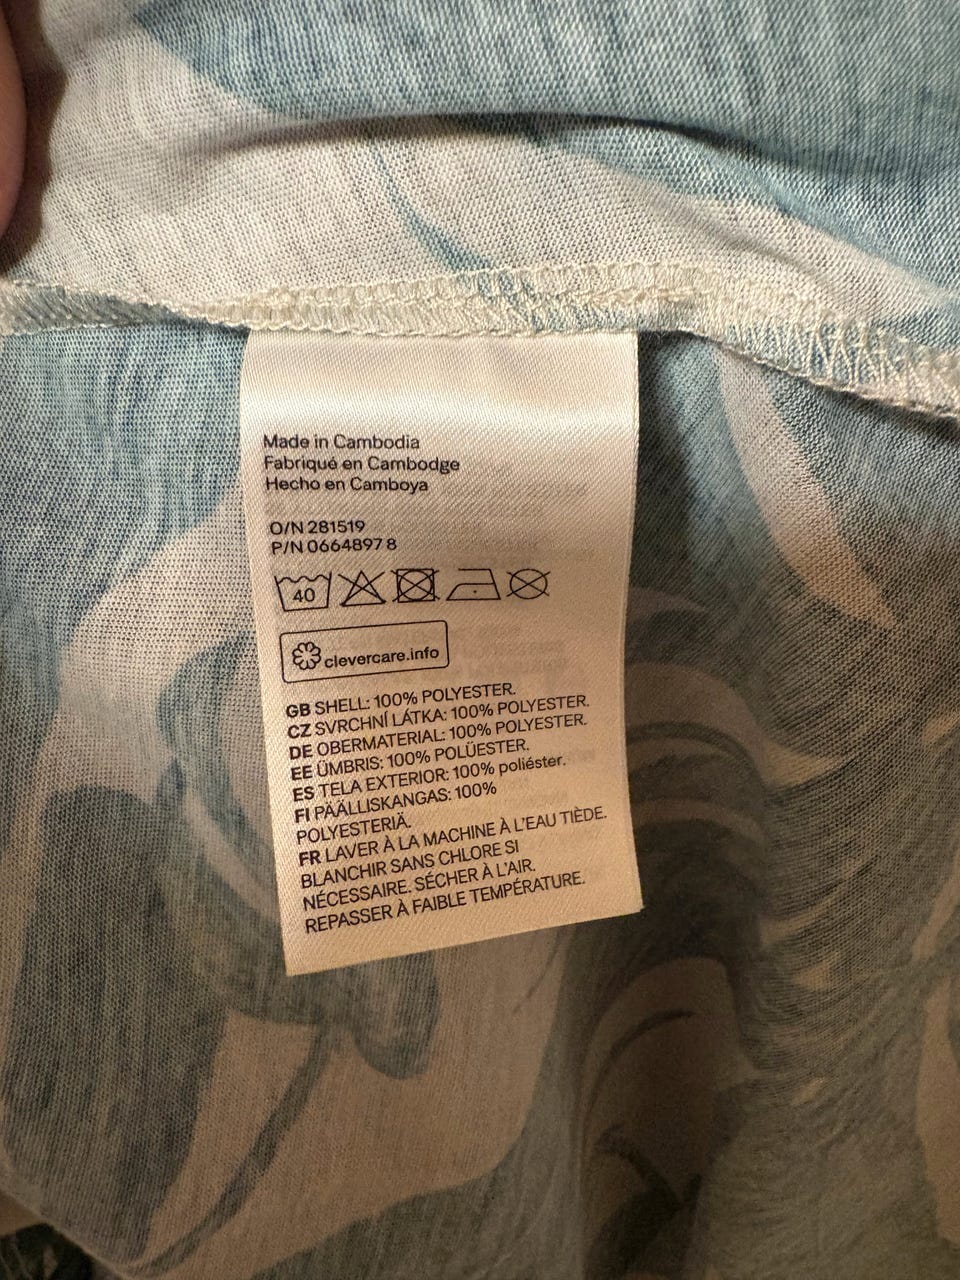 Made in Cambodia
Fabriqué en Cambodge
Hecho en Camboya
O/N 281519
P/N 0664897 8
40
clevercare.info
GB SHELL: 100% POLYESTER.
CZ SVRCHNÍ LÁTKA: 100% POLYESTER.
DE OBERMATERIAL: 100% POLYESTER.
EE ÜMBRIS: 100% POLÜESTER.
ES TELA EXTERIOR: 100% poliéster.
FI PÄÄLLISKANGAS: 100%
POLYESTERIÄ.
FR LAVER À LA MACHINE À L'EAU TIÈDE.
BLANCHIR SANS CHLORE SI
NÉCESSAIRE. SÉCHER À L'AIR.
REPASSER À FAIBLE TEMPÉRATURE.